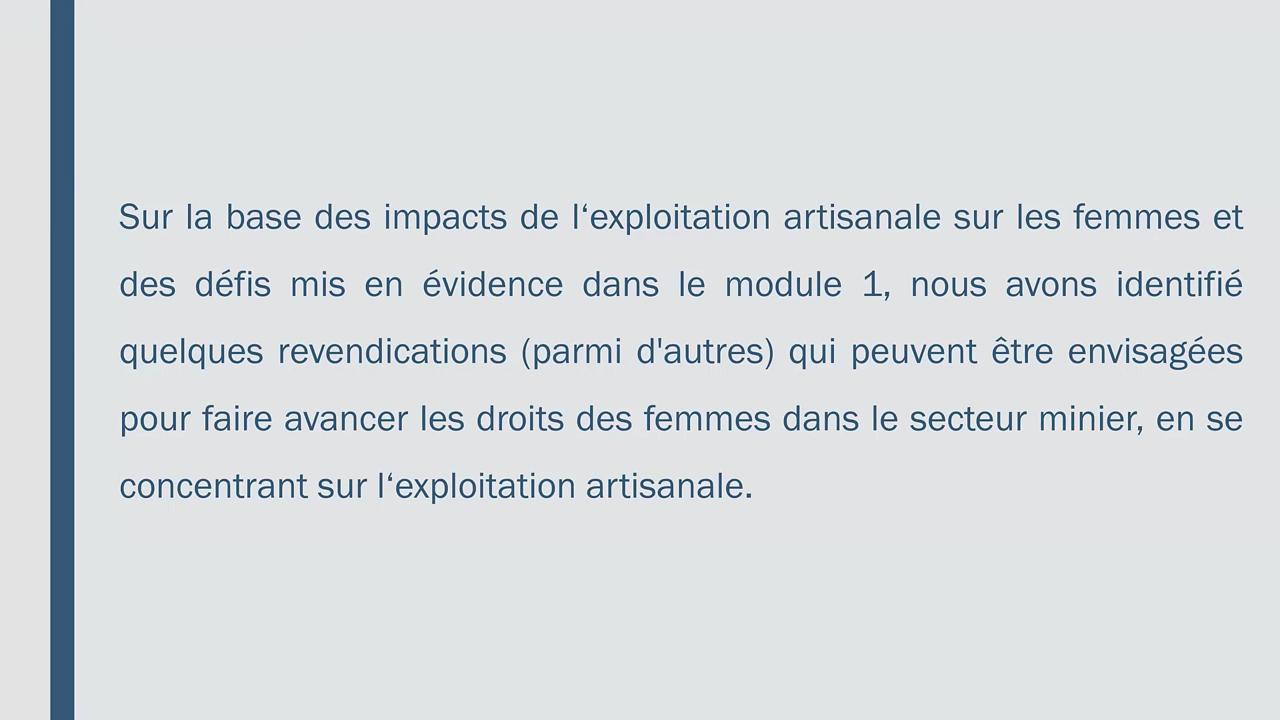 Sur la base des impacts de l‘exploitation artisanale sur les femmes et
des défis mis en évidence dans le module 1, nous avons identifié
quelques revendications (parmi d'autres) qui peuvent être envisagées
pour faire avancer les droits des femmes dans le secteur minier, en se
concentrant sur l‘exploitation artisanale.